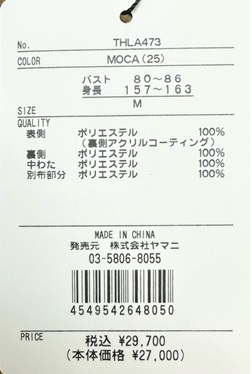 No. THLA473
COLOR MOCA(25)
バスト 80~86
身長 157~163
SIZE M
QUALITY
表側 ポリエステル 100%
(裏側アクリルコーティング)
裏側 ポリエステル 100%
中わた ポリエステル 100%
別布部分 ポリエステル 100%
MADE IN CHINA
発売元 株式会社ヤマニ
03-5806-8055
4549542648050
PRICE
税込 ¥29,700
(本体価格 ¥27,000)